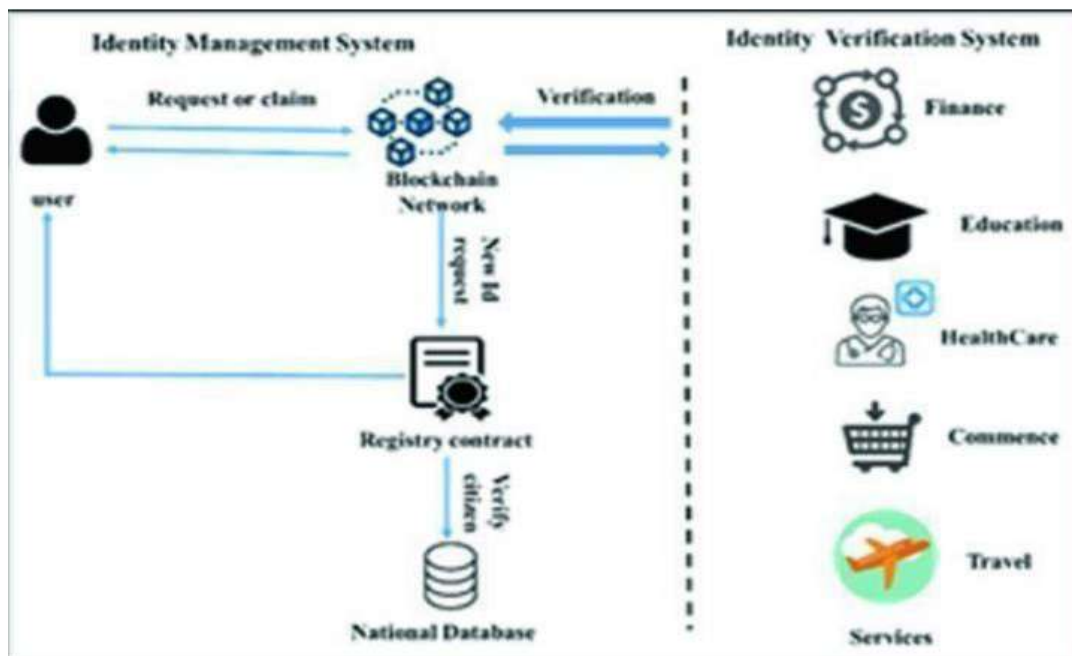 Identity Management System
Identity Verification System
Request or claim
Verification
user
Blockchain
Network
New Id
request
Registry contract
Verify
citizen
National Database
Finance
Education
HealthCare
Commence
Travel
Services